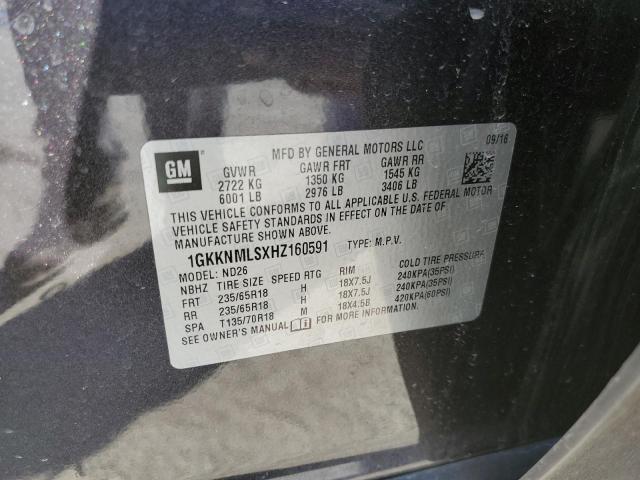 GM
MFD BY GENERAL MOTORS LLC
09/16
GVWR GAWR FRT GAWR RR
2722 KG 1350 KG 1545 KG
6001 LB 2976 LB 3406 LB
THIS VEHICLE CONFORMS TO ALL APPLICABLE U.S. FEDERAL MOTOR
VEHICLE SAFETY STANDARDS IN EFFECT ON THE DATE OF
MANUFACTURE SHOWN ABOVE.
1GKKNMLSXHZ160591 TYPE: M.P.V.
MODEL: ND26
NBHZ TIRE SIZE SPEED RTG RIM COLD TIRE PRESSURE
FRT 235/65R18 H 18X7.5J 240KPA(35PSI)
RR 235/65R18 H 18X7.5J 240KPA(35PSI)
SPA T135/70R18 M 18X4.5B 420KPA(60PSI)
SEE OWNER'S MANUAL FOR MORE INFORMATION.